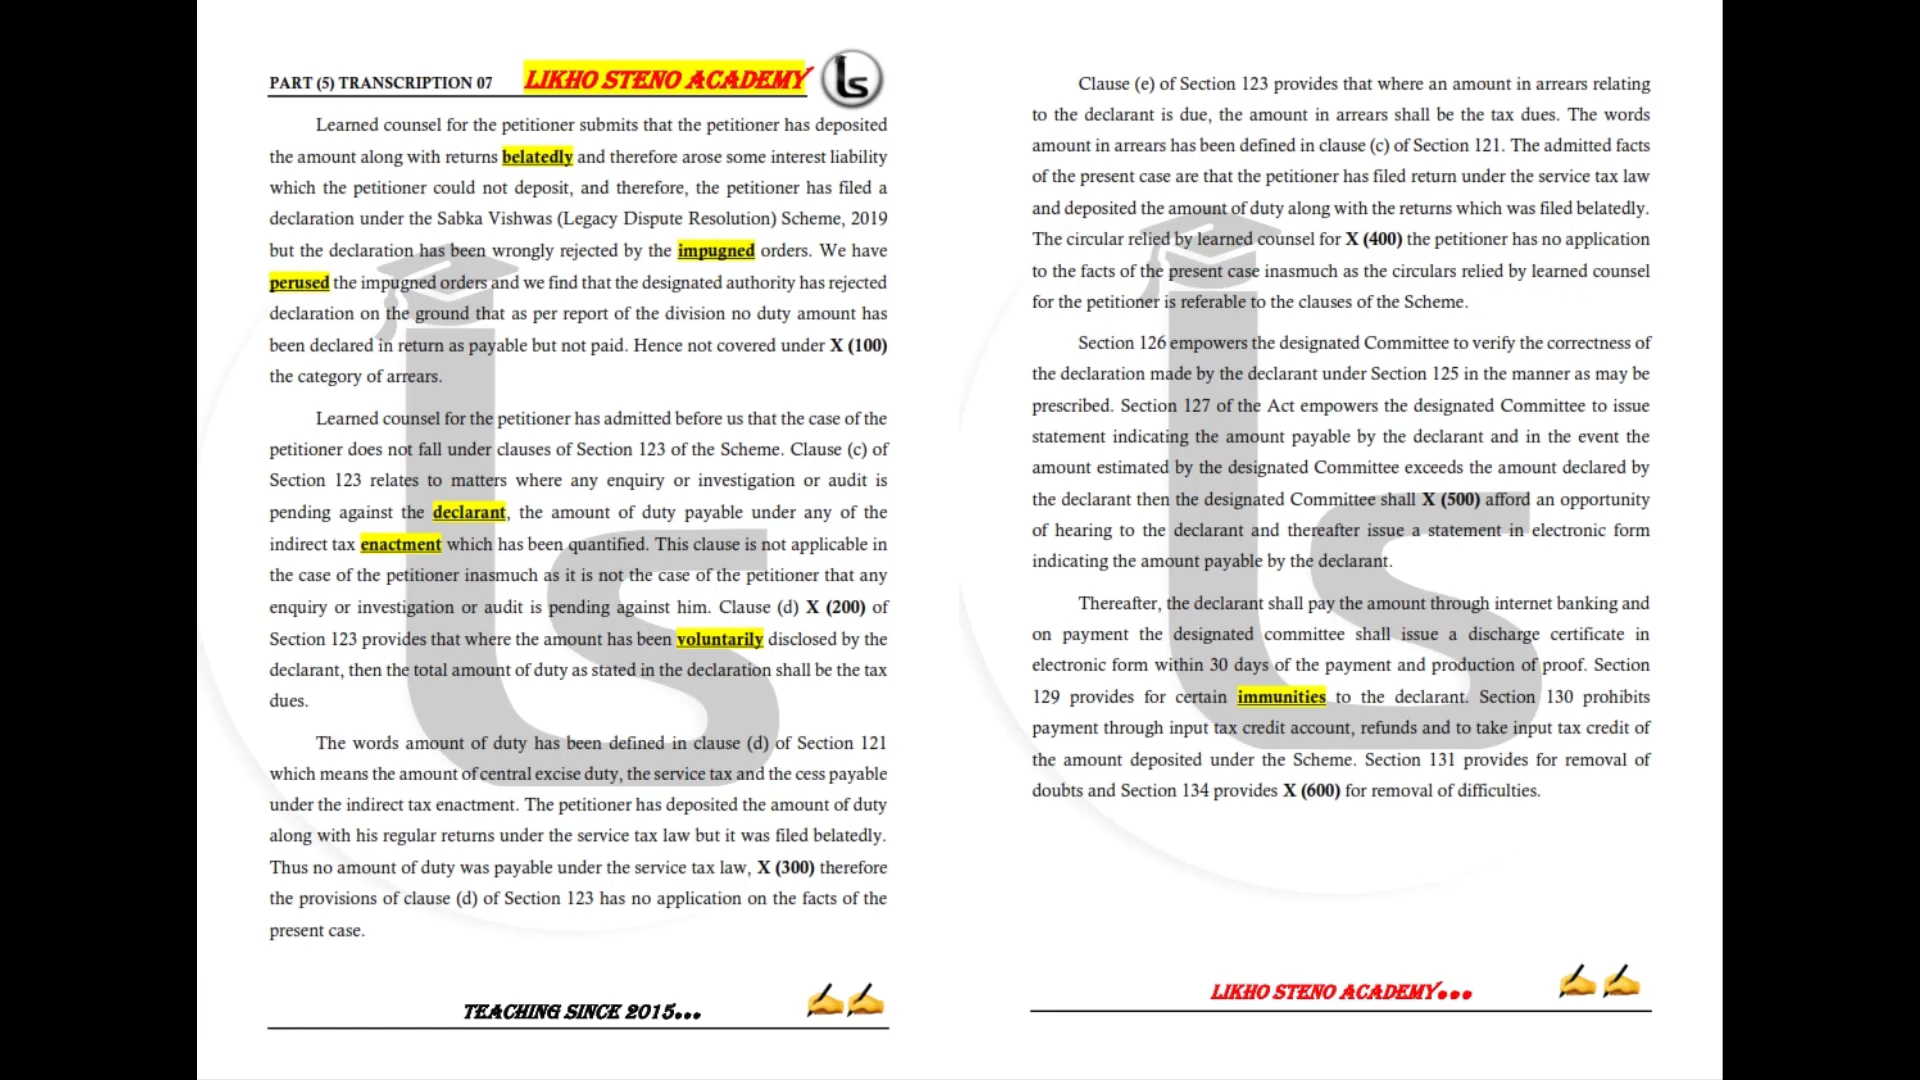 PART (5) TRANSCRIPTION 07 LIKHO STENO ACADEMY ls
Learned counsel for the petitioner submits that the petitioner has deposited
the amount along with returns belatedly and therefore arose some interest liability
which the petitioner could not deposit, and therefore, the petitioner has filed a
declaration under the Sabka Vishwas (Legacy Dispute Resolution) Scheme, 2019
but the declaration has been wrongly rejected by the impugned orders. We have
perused the impugned orders and we find that the designated authority has rejected
declaration on the ground that as per report of the division no duty amount has
been declared in return as payable but not paid. Hence not covered under X (100)
the category of arrears.
Learned counsel for the petitioner has admitted before us that the case of the
petitioner does not fall under clauses of Section 123 of the Scheme. Clause (c) of
Section 123 relates to matters where any enquiry or investigation or audit is
pending against the declarant, the amount of duty payable under any of the
indirect tax enactment which has been quantified. This clause is not applicable in
the case of the petitioner inasmuch as it is not the case of the petitioner that any
enquiry or investigation or audit is pending against him. Clause (d) X (200) of
Section 123 provides that where the amount has been voluntarily disclosed by the
declarant, then the total amount of duty as stated in the declaration shall be the tax
dues.
The words amount of duty has been defined in clause (d) of Section 121
which means the amount of central excise duty, the service tax and the cess payable
under the indirect tax enactment. The petitioner has deposited the amount of duty
along with his regular returns under the service tax law but it was filed belatedly.
Thus no amount of duty was payable under the service tax law, X (300) therefore
the provisions of clause (d) of Section 123 has no application on the facts of the
present case.
TEACHING SINCE 2015...
Clause (e) of Section 123 provides that where an amount in arrears relating
to the declarant is due, the amount in arrears shall be the tax dues. The words
amount in arrears has been defined in clause (c) of Section 121. The admitted facts
of the present case are that the petitioner has filed return under the service tax law
and deposited the amount of duty along with the returns which was filed belatedly.
The circular relied by learned counsel for X (400) the petitioner has no application
to the facts of the present case inasmuch as the circulars relied by learned counsel
for the petitioner is referable to the clauses of the Scheme.
Section 126 empowers the designated Committee to verify the correctness of
the declaration made by the declarant under Section 125 in the manner as may be
prescribed. Section 127 of the Act empowers the designated Committee to issue
statement indicating the amount payable by the declarant and in the event the
amount estimated by the designated Committee exceeds the amount declared by
the declarant then the designated Committee shall X (500) afford an opportunity
of hearing to the declarant and thereafter issue a statement in electronic form
indicating the amount payable by the declarant.
Thereafter, the declarant shall pay the amount through internet banking and
on payment the designated committee shall issue a discharge certificate in
electronic form within 30 days of the payment and production of proof. Section
129 provides for certain immunities to the declarant. Section 130 prohibits
payment through input tax credit account, refunds and to take input tax credit of
the amount deposited under the Scheme. Section 131 provides for removal of
doubts and Section 134 provides X (600) for removal of difficulties.
LIKHO STENO ACADEMY...